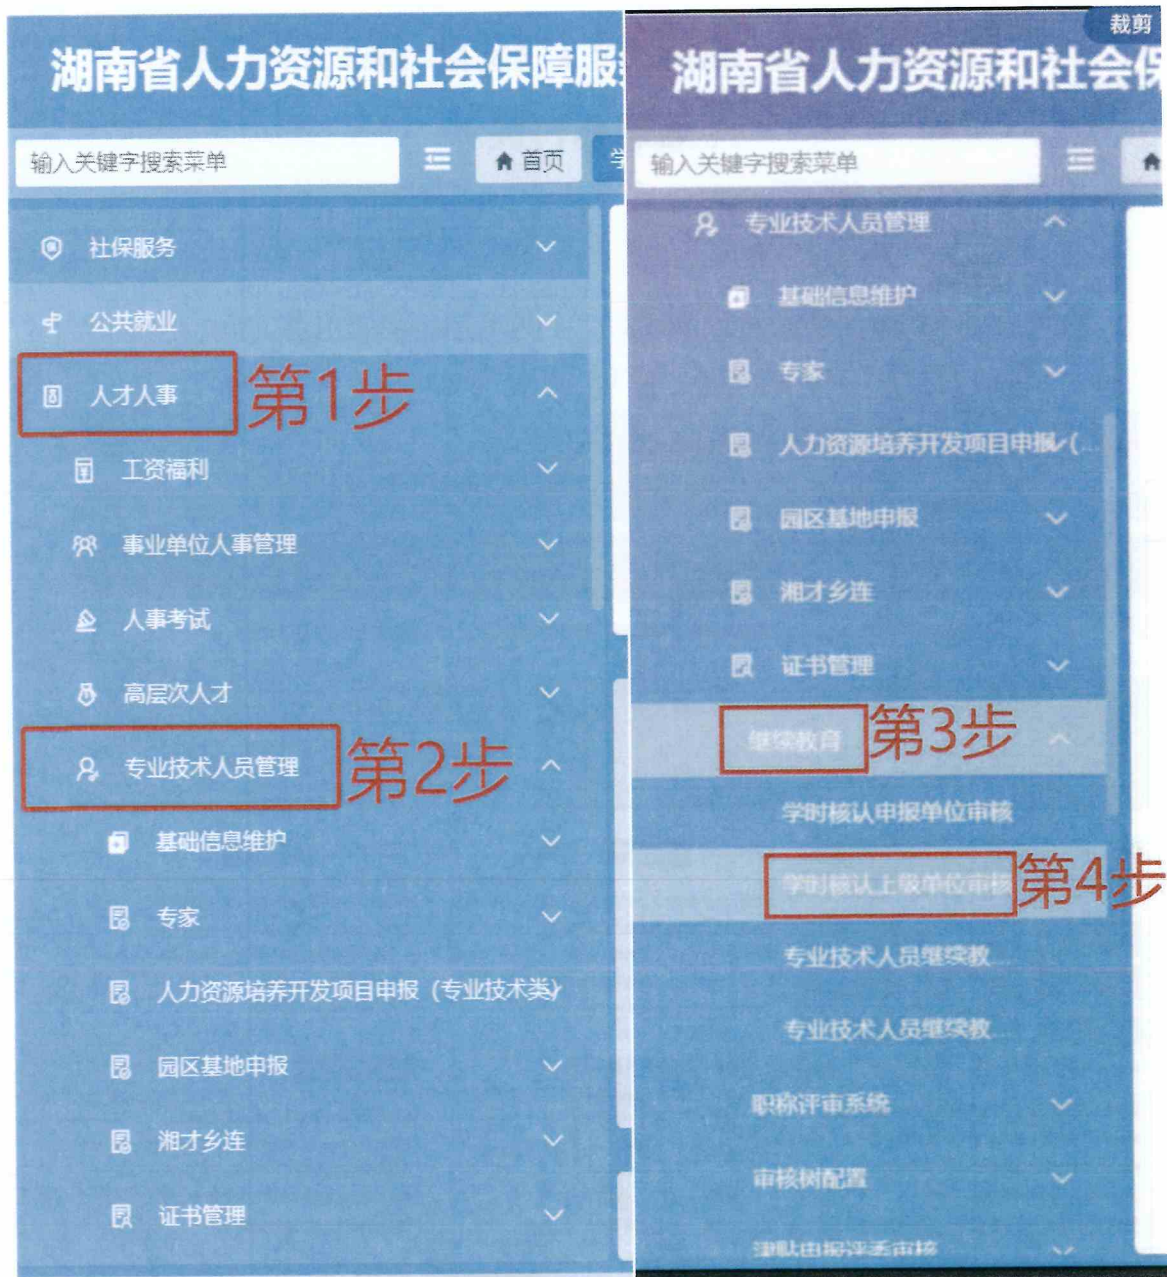 湖南省人力资源和社会保障服
输入关键字搜索菜单
首页
社保服务
公共就业
人才人事
第1步
工资福利
事业单位人事管理
人事考试
高层次人才
专业技术人员管理
第2步
基础信息维护
专家
人力资源培养开发项目申报（专业技术类）
园区基地申报
湘才乡连
证书管理
裁剪
湖南省人力资源和社会保
输入关键字搜索菜单
专业技术人员管理
基础信息维护
专家
人力资源培养开发项目申报（...
园区基地申报
湘才乡连
证书管理
继续教育
第3步
学时核认申报单位审核
学时核认上级单位审核
第4步
专业技术人员继续教...
专业技术人员继续教...
职称评审系统
审核树配置
津贴申报评委审核